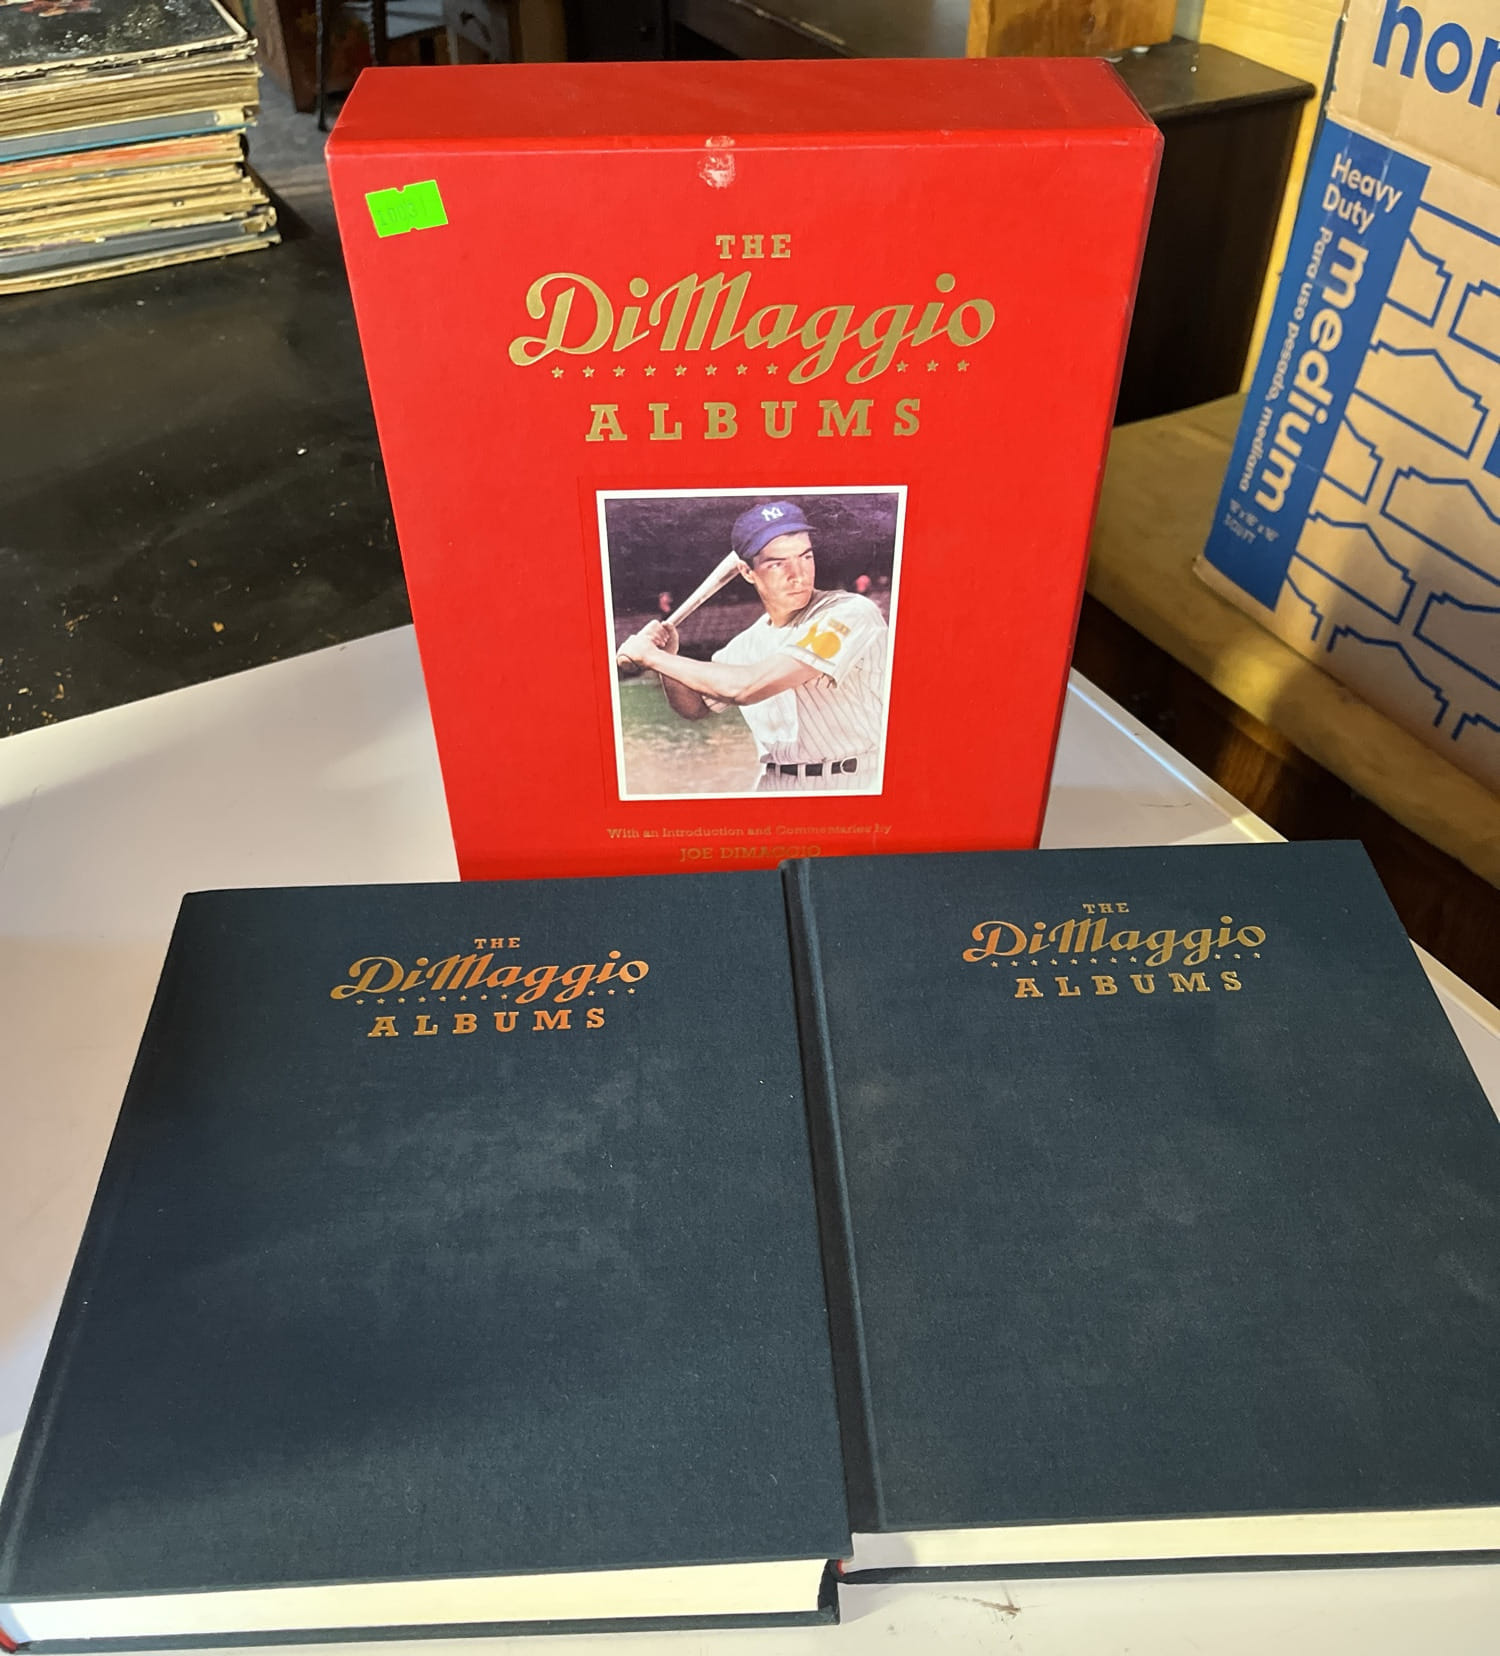 THE
DiMaggio
ALBUMS
NY
With an Introduction and Commentaries by
JOE DIMAGGIO
THE
DiMaggio
ALBUMS
THE
DiMaggio
ALBUMS
Heavy
Duty
medium
Para uso pesado, mediano